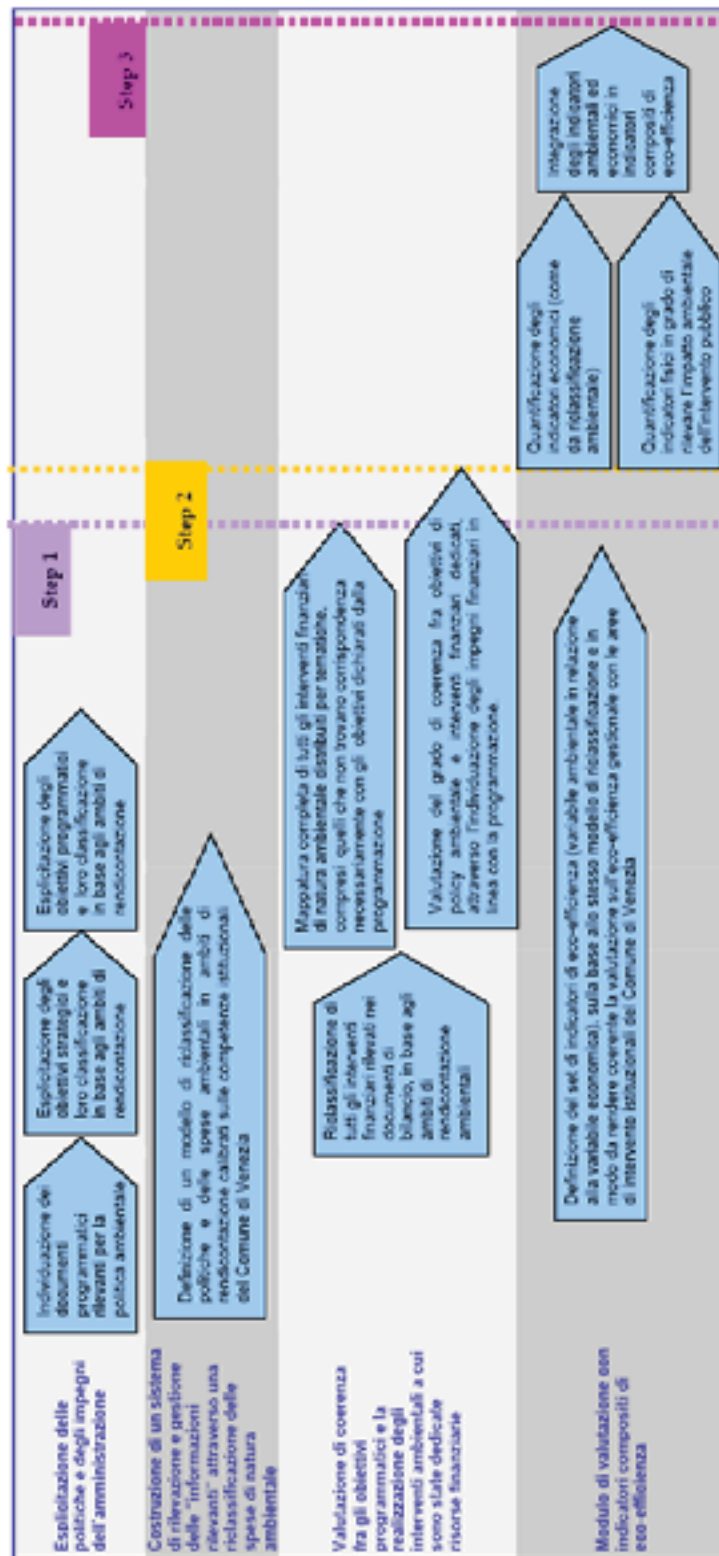 Esplicitazione delle
politiche e degli impegni
dell'amministrazione
Individuazione dei
documenti
programmatici
rilevanti per la
politica ambientale
Esplicitazione degli
obiettivi strategici e
loro classificazione
in base agli ambiti di
rendicontazione
Esplicitazione degli
obiettivi programmatici
e loro classificazione
in base agli ambiti di
rendicontazione
Step 1
Step 3
Costruzione di un sistema
di rilevazione e gestione
delle "informazioni
rilevanti" attraverso una
riclassificazione delle
spese di natura
ambientale
Definizione di un modello di riclassificazione delle
politiche e delle spese ambientali in ambiti di
rendicontazione calibrati sulle competenze istituzionali
del Comune di Venezia
Step 2
Valutazione di coerenza
fra gli obiettivi
programmatici e la
realizzazione degli
interventi ambientali a cui
sono state dedicate
risorse finanziarie
Riclassificazione di
tutti gli interventi
finanziari rilevati nei
documenti di
bilancio, in base agli
ambiti di
rendicontazione
ambientali
Mappatura completa di tutti gli interventi finanziari
di natura ambientale distribuiti per tematiche,
compresi quelli che non trovano corrispondenza
necessariamente con gli obiettivi dichiarati dalla
programmazione
Valutazione del grado di coerenza fra obiettivi di
policy ambientale e interventi finanziari dedicati,
attraverso l'individuazione degli impegni finanziari in
linea con la programmazione.
Modulo di valutazione con
indicatori compositi di
eco-efficienza
Definizione del set di indicatori di eco-efficienza (variabile ambientale in relazione
alla variabile economica), sulla base allo stesso modello di riclassificazione e in
modo da rendere coerente la valutazione sull'eco-efficienza gestionale con le aree
di intervento istituzionali del Comune di Venezia
Quantificazione degli
indicatori economici (come
da riclassificazione
ambientale)
Quantificazione degli
indicatori fisici in grado di
rilevare l'impatto ambientale
dell'intervento pubblico
Integrazione
degli indicatori
ambientali ed
economici in
indicatori
compositi di
eco-efficienza